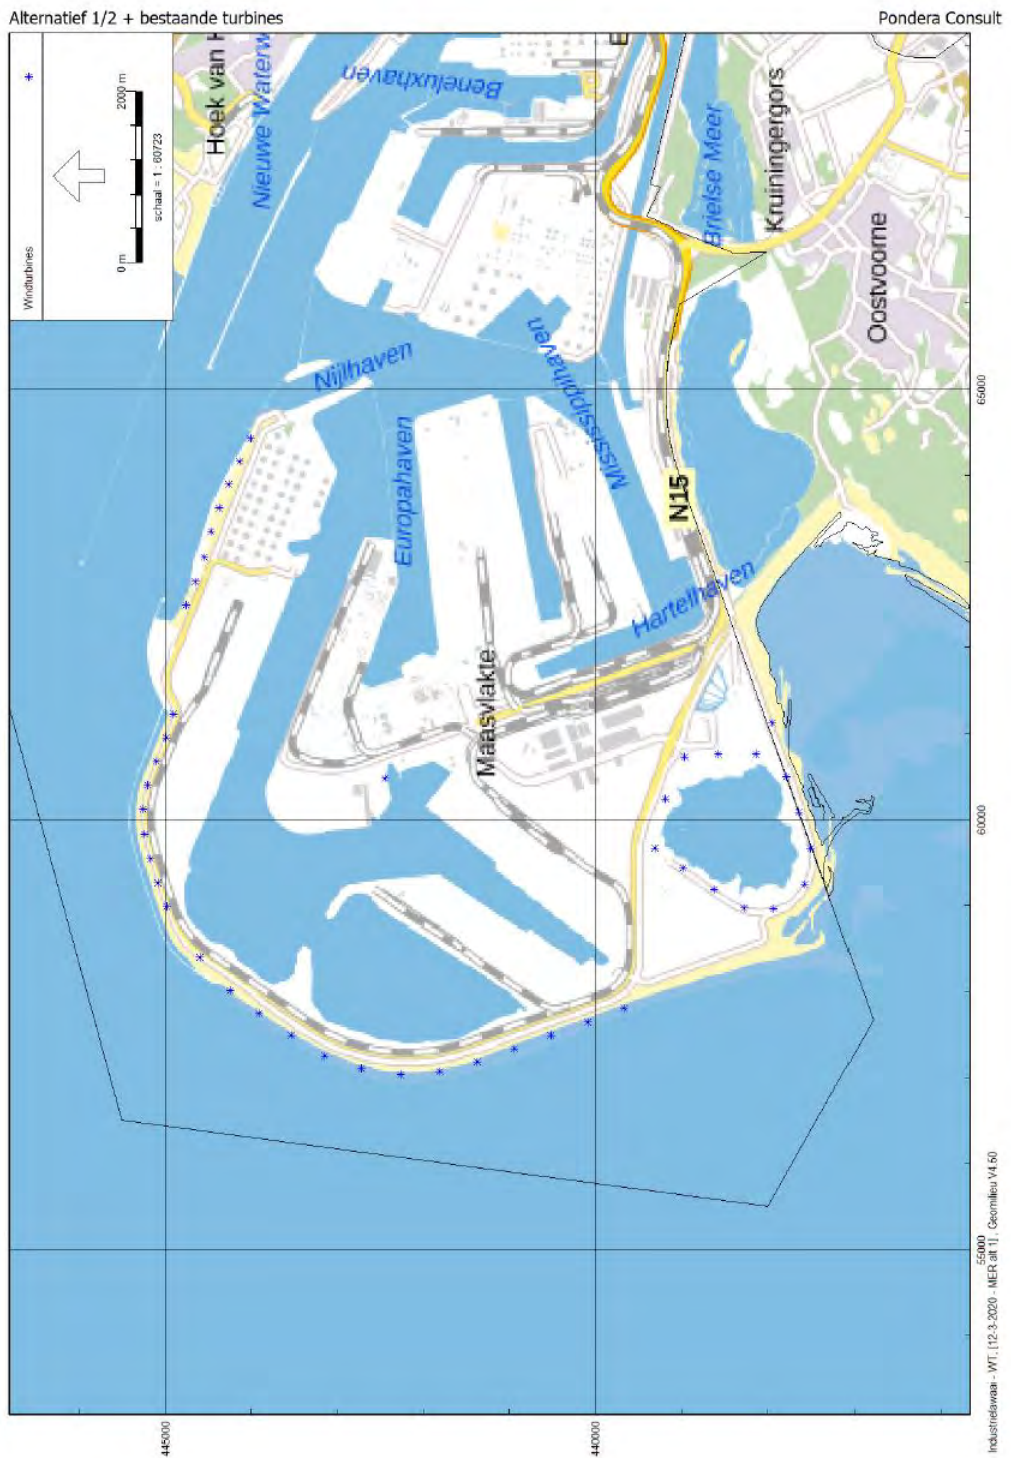 Alternatief 1/2 + bestaande turbines
Pondera Consult
Windturbines
0 m
2000 m
schaal = 1 : 60723
Hoek van H
Nieuwe Waterw
Beneluxhaven
E
Brielse Meer
Kruiningergors
Oostvoorne
Nijlhaven
Mississippihaven
Europahaven
N15
Hartelhaven
Maasvlakte
65000
60000
55000
445000
440000
Industrielawaai - WT, [12-3-2020 - MER alt 1] , Geomilieu V4.50